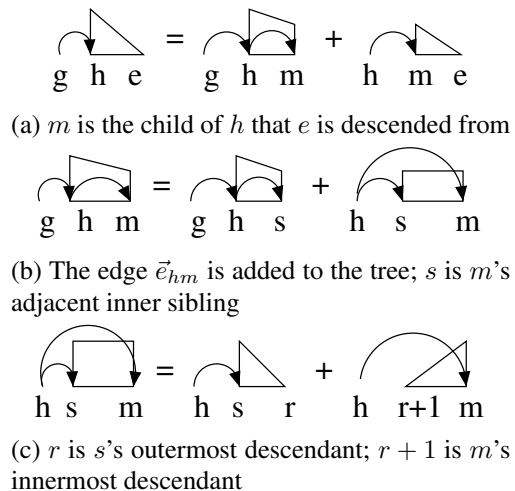 = +
g h e g h m h m e
(a) m is the child of h that e is descended from
= +
g h m g h s h s m
(b) The edge e⃗hm is added to the tree; s is m's
adjacent inner sibling
= +
h s m h s r h r+1 m
(c) r is s's outermost descendant; r + 1 is m's
innermost descendant